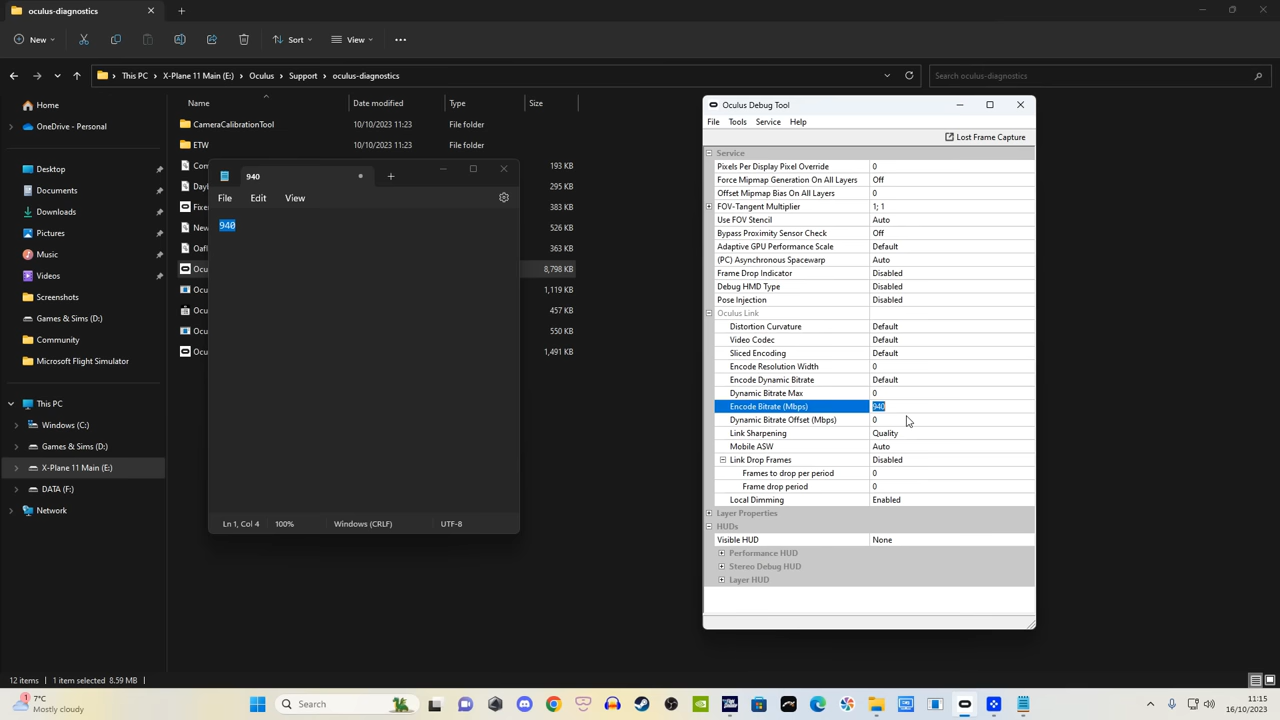 oculus-diagnostics
New
Sort
View
This PC > X-Plane 11 Main (E:) > Oculus > Support > oculus-diagnostics
Search oculus-diagnostics
Home
OneDrive - Personal
Desktop
Documents
Downloads
Pictures
Music
Videos
Screenshots
Games & Sims (D:)
Community
Microsoft Flight Simulator
This PC
Windows (C:)
& Sims (D:)
X-Plane 11 Main (E:)
DATA (F:)
Network
Name Date modified Type Size
CameraCalibrationTool 10/10/2023 11:23 File folder
ETW 10/10/2023 11:23 File folder
193 KB
295 KB
383 KB
526 KB
363 KB
8,798 KB
1,119 KB
457 KB
550 KB
1,491 KB
940
File Edit View
940
Ln 1, Col 4 100% Windows (CRLF) UTF-8
Oculus Debug Tool
File Tools Service Help
Lost Frame Capture
Service
Pixels Per Display Pixel Override 0
Force Mipmap Generation On All Layers Off
Offset Mipmap Bias On All Layers 0
FOV-Tangent Multiplier 1; 1
Use FOV Stencil Auto
Bypass Proximity Sensor Check Off
Adaptive GPU Performance Scale Default
(PC) Asynchronous Spacewarp Auto
Frame Drop Indicator Disabled
Debug HMD Type Disabled
Pose Injection Disabled
Oculus Link
Distortion Curvature Default
Video Codec Default
Sliced Encoding Default
Encode Resolution Width 0
Encode Dynamic Bitrate Default
Dynamic Bitrate Max 0
Encode Bitrate (Mbps) 940
Dynamic Bitrate Offset (Mbps) 0
Link Sharpening Quality
Mobile ASW Auto
Link Drop Frames Disabled
Frames to drop per period 0
Frame drop period 0
Local Dimming Enabled
Layer Properties
HUDs
Visible HUD None
Performance HUD
Stereo Debug HUD
Layer HUD
12 items 1 item selected 8.59 MB
7°C
Mostly cloudy
Search
11:15
16/10/2023